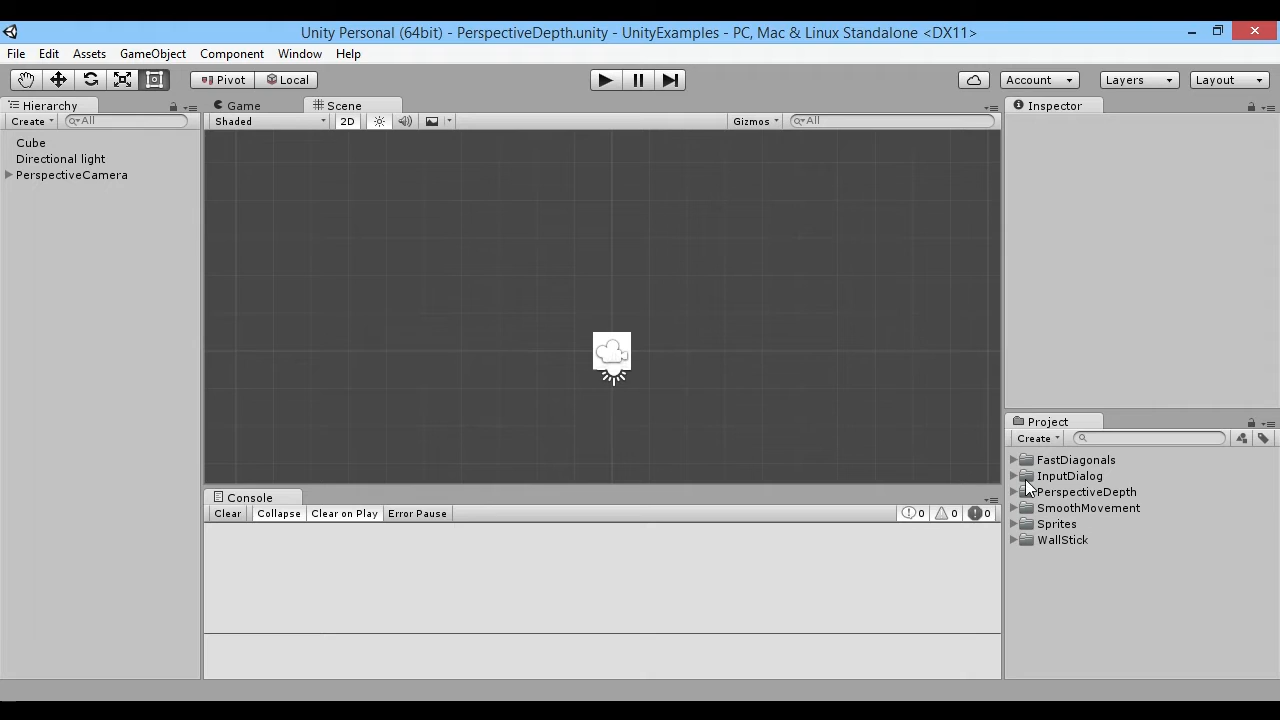 Unity Personal (64bit) - PerspectiveDepth.unity - UnityExamples - PC, Mac & Linux Standalone <DX11>
File Edit Assets GameObject Component Window Help
Pivot Local Account Layers Layout
Hierarchy
Create All
Cube
Directional light
PerspectiveCamera
Game Scene
Shaded 2D Gizmos All
Console
Clear Collapse Clear on Play Error Pause 0 0 0
Inspector
Project
Create
FastDiagonals
InputDialog
PerspectiveDepth
SmoothMovement
Sprites
WallStick